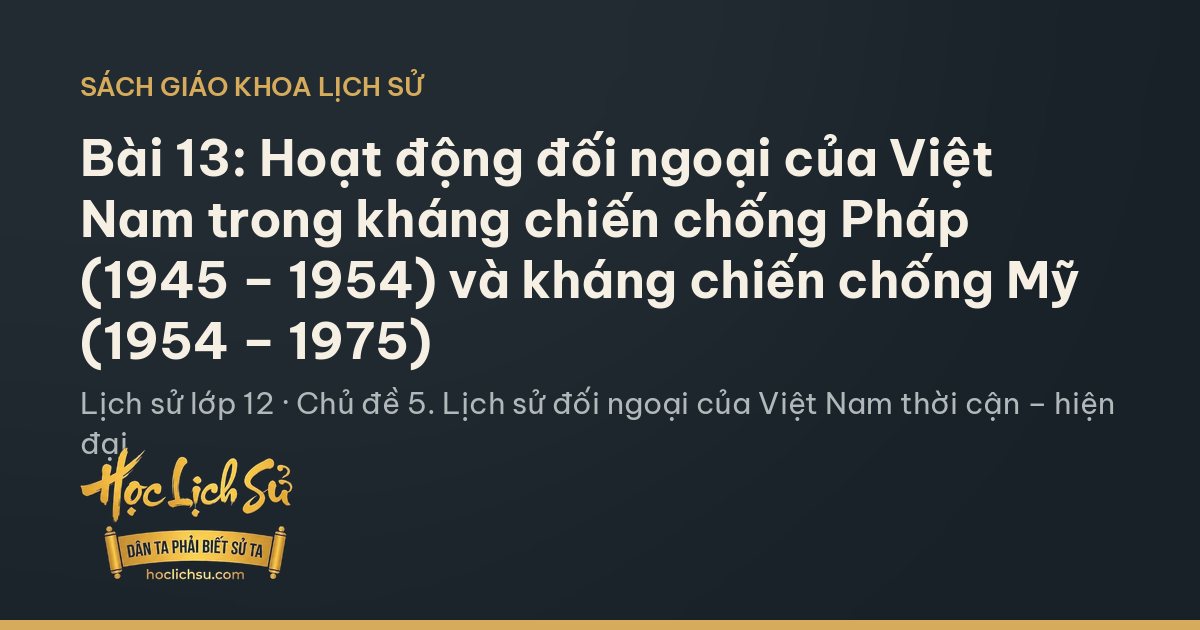 SÁCH GIÁO KHOA LỊCH SỬ
Bài 13: Hoạt động đối ngoại của Việt
Nam trong kháng chiến chống Pháp
(1945 – 1954) và kháng chiến chống Mỹ
(1954 – 1975)
Lịch sử lớp 12 · Chủ đề 5. Lịch sử đối ngoại của Việt Nam thời cận – hiện
đại
Học Lịch Sử
DÂN TA PHẢI BIẾT SỬ TA
hoclichsu.com